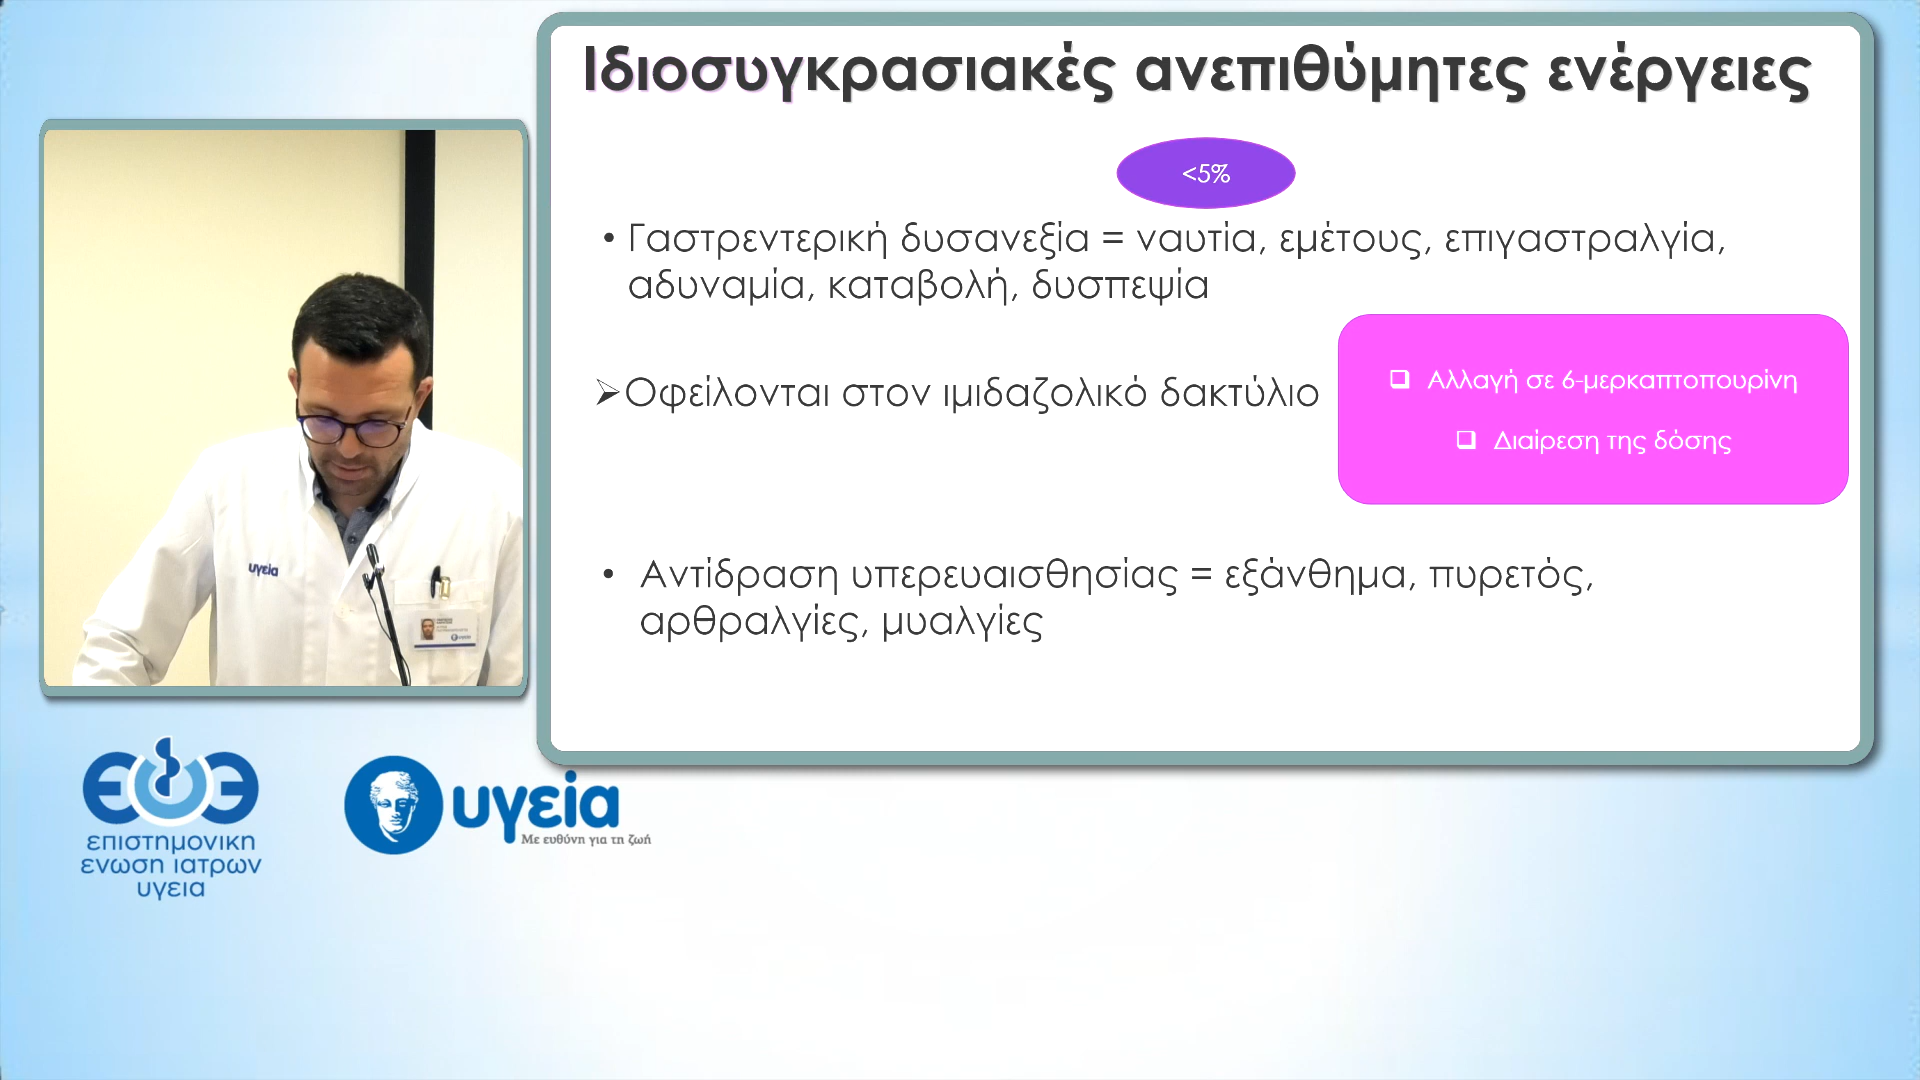 Ιδιοσυγκρασιακές ανεπιθύμητες ενέργειες
<5%
• Γαστρεντερική δυσανεξία = ναυτία, εμέτους, επιγαστραλγία,
αδυναμία, καταβολή, δυσπεψία
➢Οφείλονται στον ιμιδαζολικό δακτύλιο
❑ Αλλαγή σε 6-μερκαπτοπουρίνη
❑ Διαίρεση της δόσης
• Αντίδραση υπερευαισθησίας = εξάνθημα, πυρετός,
αρθραλγίες, μυαλγίες
υγεία
επιστημονικη
ενωση ιατρων
υγεια
υγεία
Με ευθύνη για τη ζωή